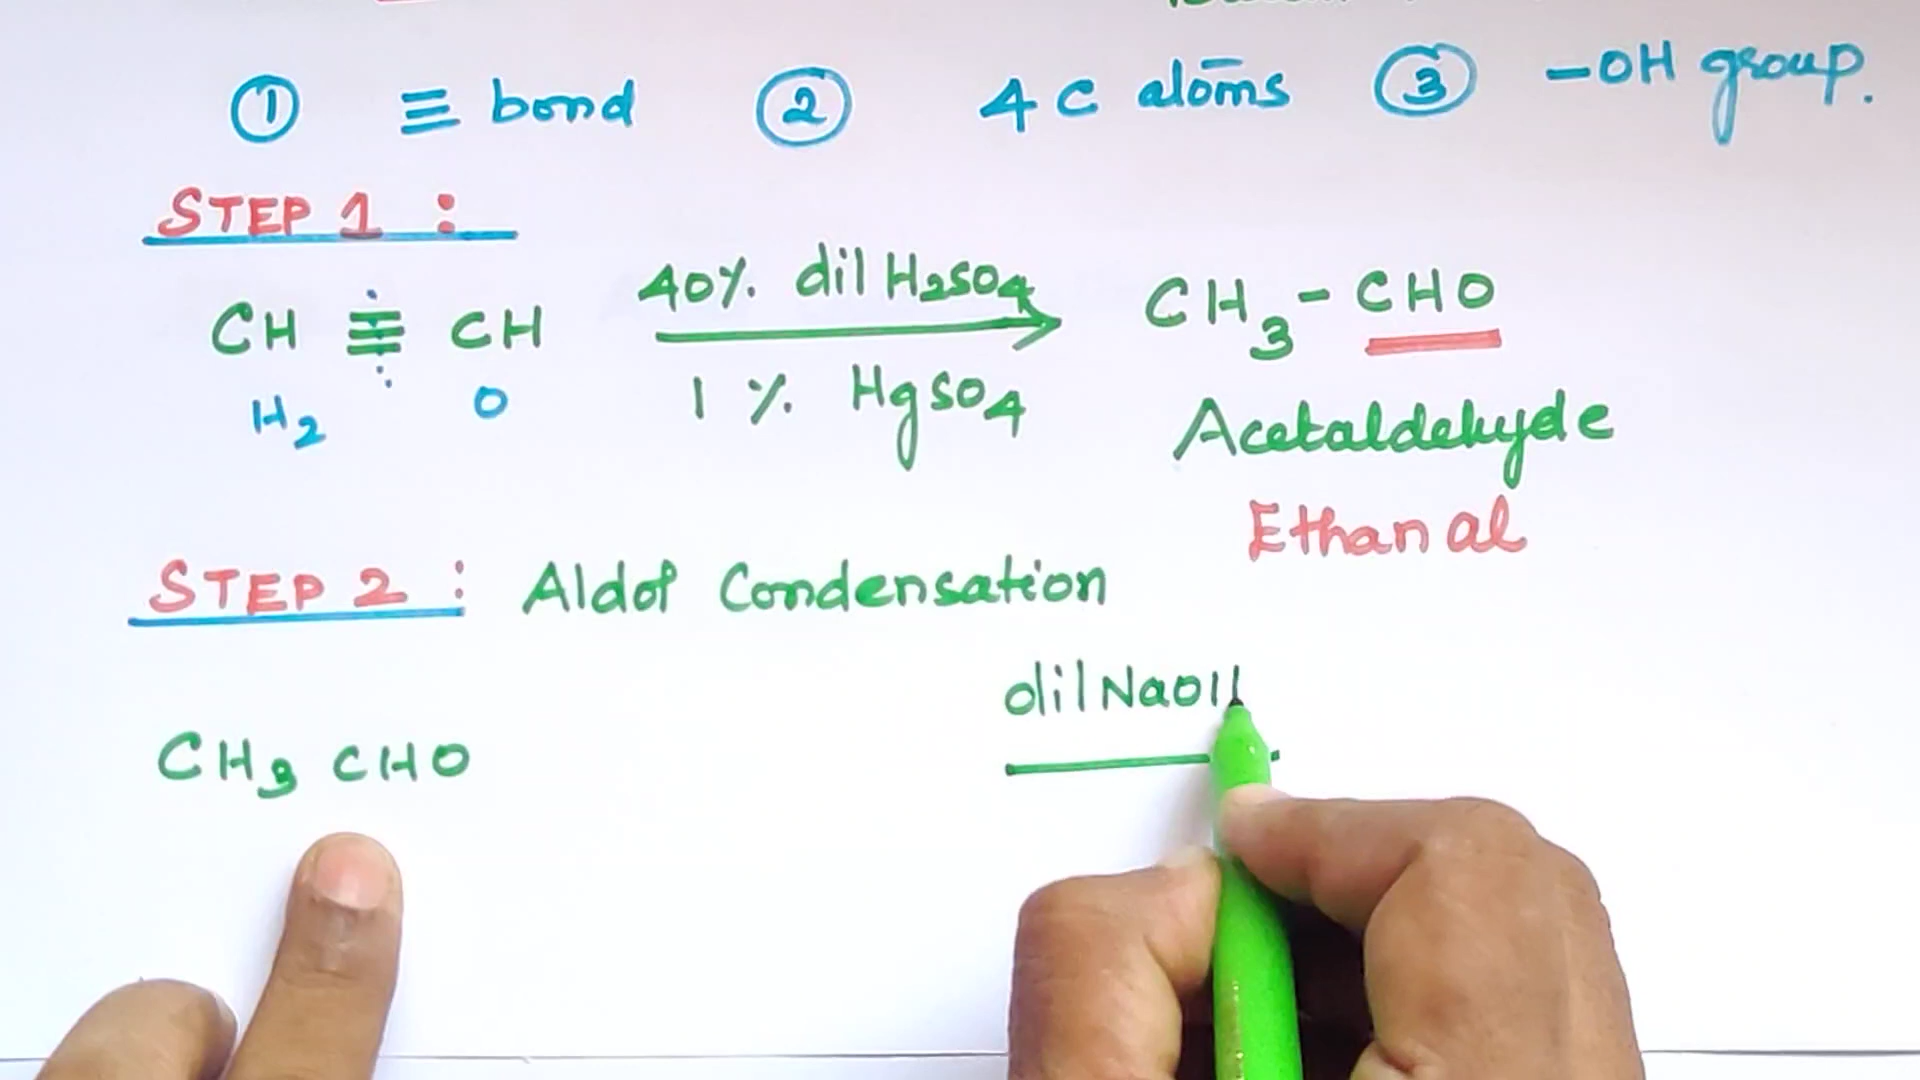 ① ≡ bond ② 4 C atoms ③ -OH group.
STEP 1 :
CH ≡ CH 40% dil H2SO4 CH3 - CHO
H2 O 1 % HgSO4
Acetaldehyde
Ethanal
STEP 2 : Aldol Condensation
dil NaOH
CH3 CHO